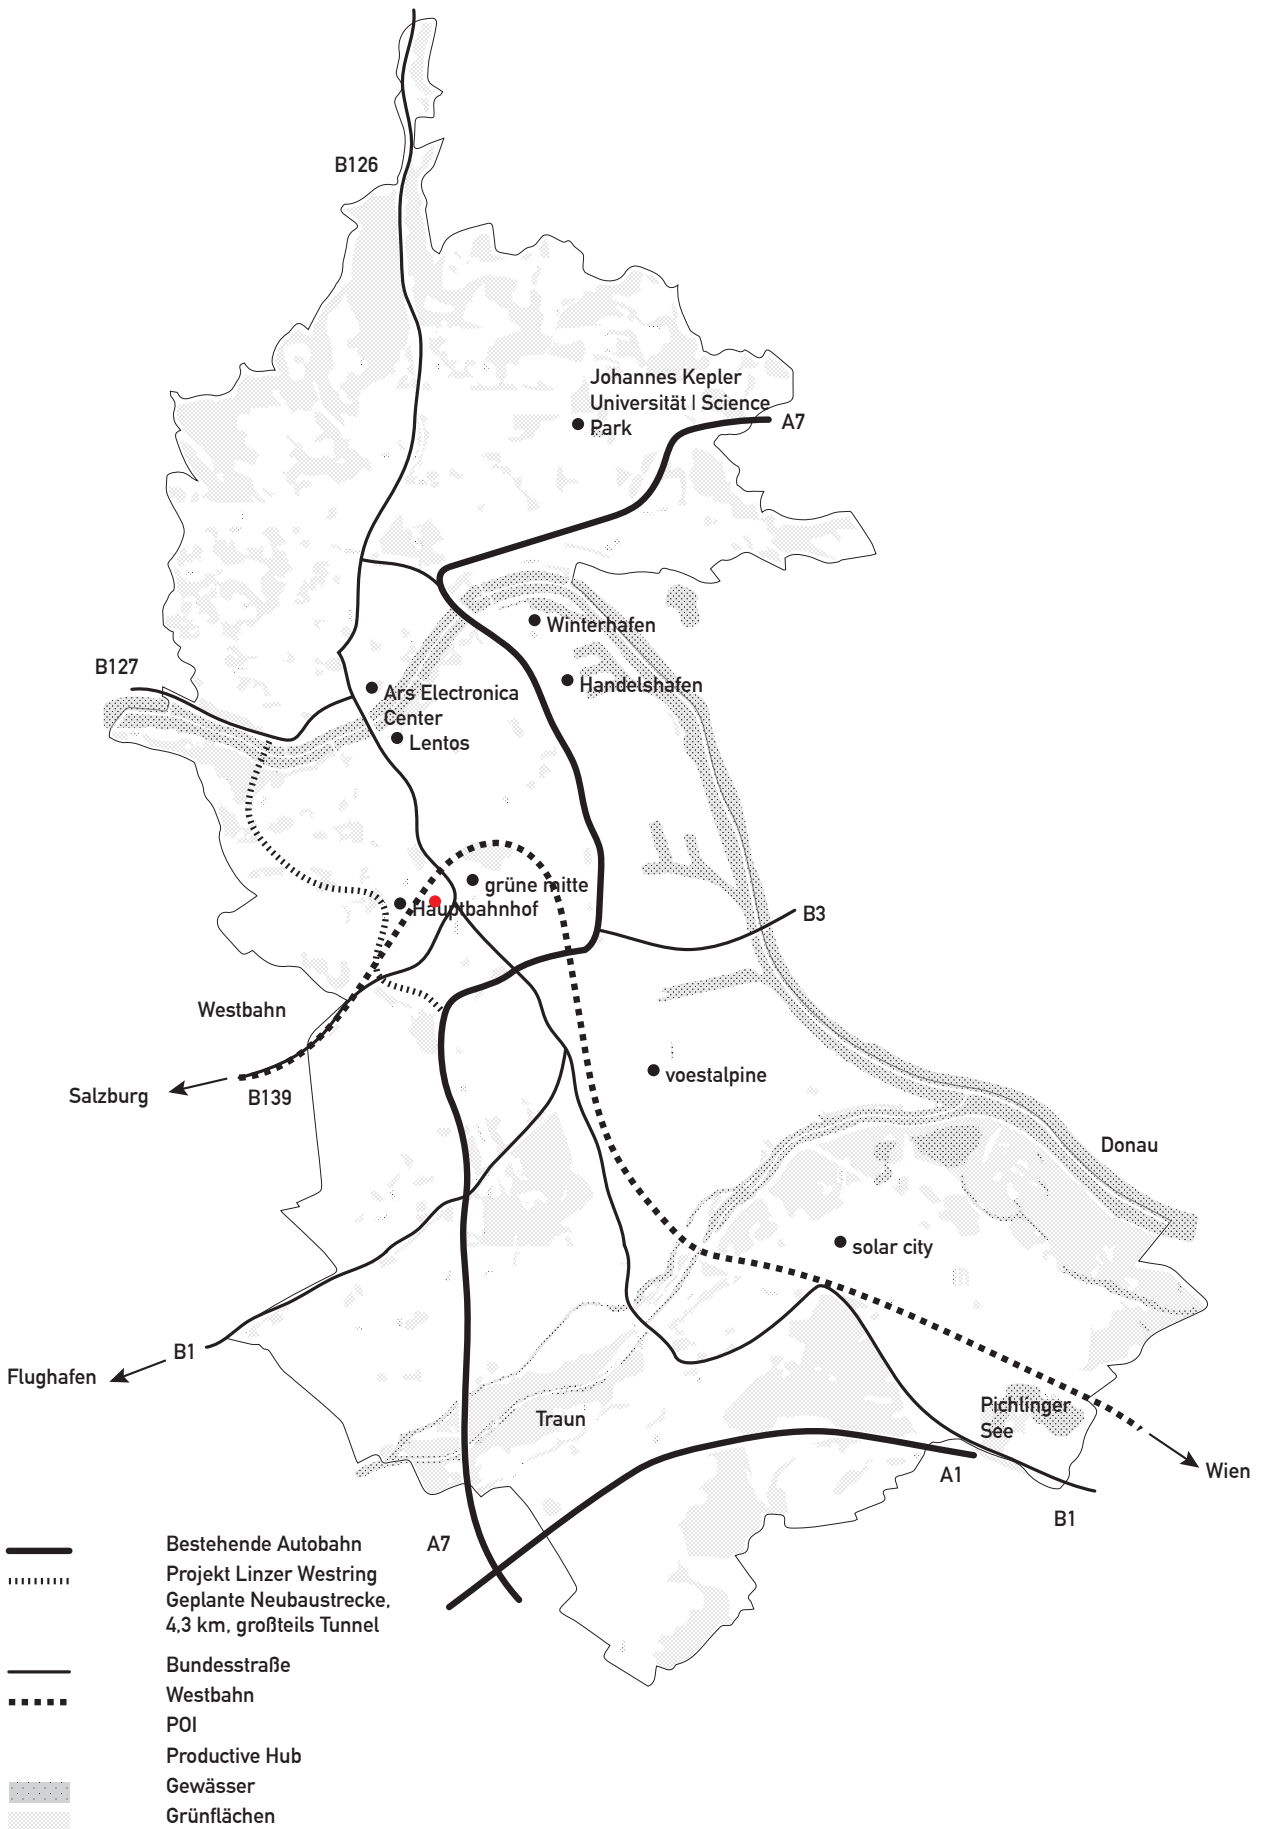 B126
Johannes Kepler
Universität | Science
Park
A7
Winterhafen
B127
Handelshafen
Ars Electronica
Center
Lentos
grüne mitte
Hauptbahnhof
B3
Westbahn
voestalpine
Salzburg
B139
Donau
solar city
B1
Flughafen
Pichlinger
See
Traun
Wien
A1
B1
A7
Bestehende Autobahn
Projekt Linzer Westring
Geplante Neubaustrecke,
4,3 km, großteils Tunnel
Bundesstraße
Westbahn
POI
Productive Hub
Gewässer
Grünflächen